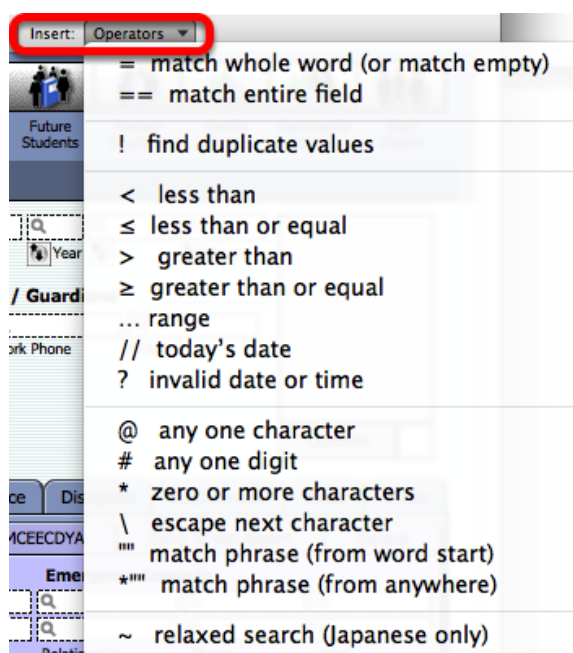 Insert: Operators
= match whole word (or match empty)
== match entire field
! find duplicate values
< less than
≤ less than or equal
> greater than
≥ greater than or equal
... range
// today's date
? invalid date or time
@ any one character
# any one digit
* zero or more characters
\ escape next character
"" match phrase (from word start)
*"" match phrase (from anywhere)
~ relaxed search (Japanese only)
Future
Students
Year
/ Guardi
ork Phone
ce Dis
MCEECDYA
Emer